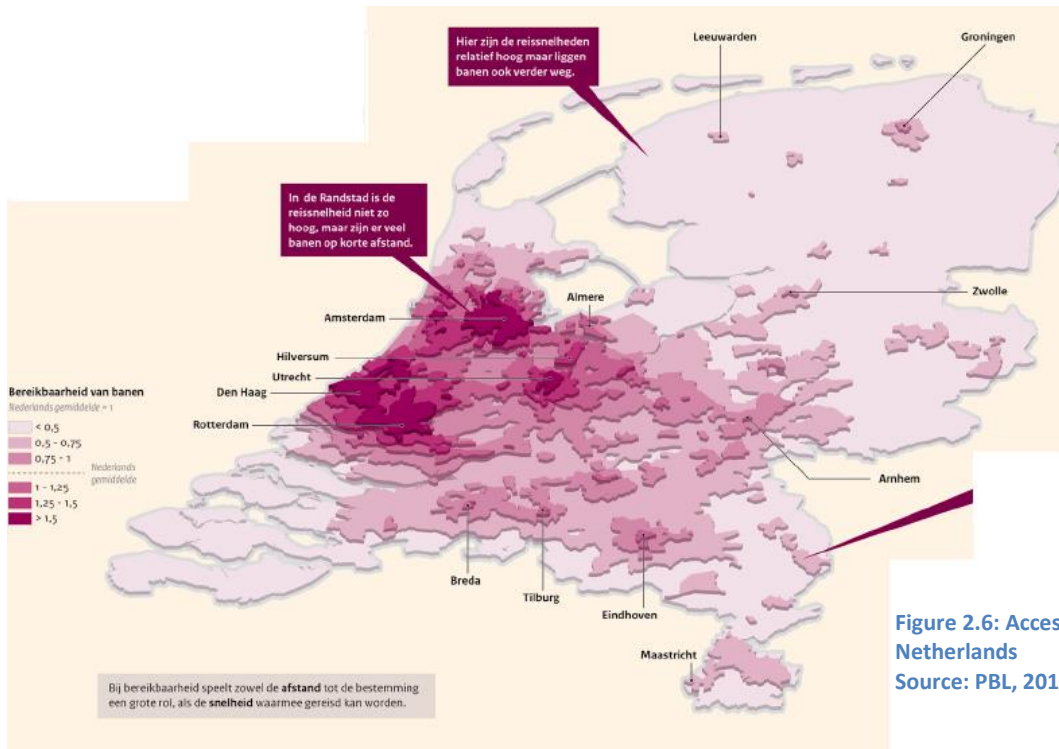 Hier zijn de reissnelheden
relatief hoog maar liggen
banen ook verder weg.
Leeuwarden
Groningen
In de Randstad is de
reissnelheid niet zo
hoog, maar zijn er veel
banen op korte afstand.
Zwolle
Almere
Amsterdam
Hilversum
Utrecht
Den Haag
Rotterdam
Bereikbaarheid van banen
Nederlands gemiddelde = 1
< 0,5
0,5 - 0,75
0,75 - 1
Nederlands
gemiddelde
1 - 1,25
1,25 - 1,5
> 1,5
Arnhem
Breda
Tilburg
Eindhoven
Maastricht
Figure 2.6: Acces
Netherlands
Source: PBL, 201
Bij bereikbaarheid speelt zowel de afstand tot de bestemming
een grote rol, als de snelheid waarmee gereisd kan worden.